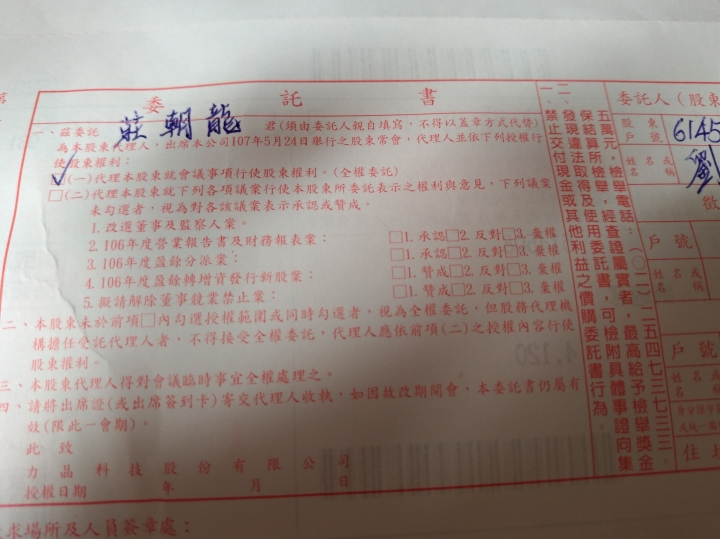 第
委託書
一、茲委託 莊朝龍 君(須由委託人親自填寫,不得以蓋章方式代替)
為本股東代理人,出席本公司107年5月24日舉行之股東常會,代理人並依下列授權行
使股東權利:
☑(一)代理本股東就會議事項行使股東權利。(全權委託)
□(二)代理本股東就下列各項議案行使本股東所委託表示之權利與意見,下列議案
未勾選者,視為對各該議案表示承認或贊成。
1.改選董事及監察人案。
2.106年度營業報告書及財務報表案: □1.承認□2.反對□3.棄權
3.106年度盈餘分派案: □1.承認□2.反對□3.棄權
4.106年度盈餘轉增資發行新股案: □1.贊成□2.反對□3.棄權
5.擬請解除董事競業禁止案: □1.贊成□2.反對□3.棄權
二、本股東未於前項□內勾選授權範圍或同時勾選者,視為全權委託,但股務代理機
構擔任受託代理人者,不得接受全權委託,代理人應依前項(二)之授權內容行使
股東權利。
三、本股東代理人得對會議臨時事宜全權處理之。
四、請將出席證(或出席簽到卡)寄交代理人收執,如因故改期開會,本委託書仍屬有
效(限此一會期)。
此致
力晶科技股份有限公司
授權日期 年 月 日
求場所及人員簽章處:
一、禁止交付現金或其他利益之價購委託書行為。
二、發現違法取得及使用委託書,可檢附具體事證向集
保結算所檢舉,經查證屬實者,最高給予檢舉獎金
五萬元,檢舉電話:(○二)二五四七三七三三。
委託人(股東
股東
戶號
6145
姓名
或名
劉
徵
戶號
姓名或
戶號
姓名或
身分證字
或統一編
住址
4,120